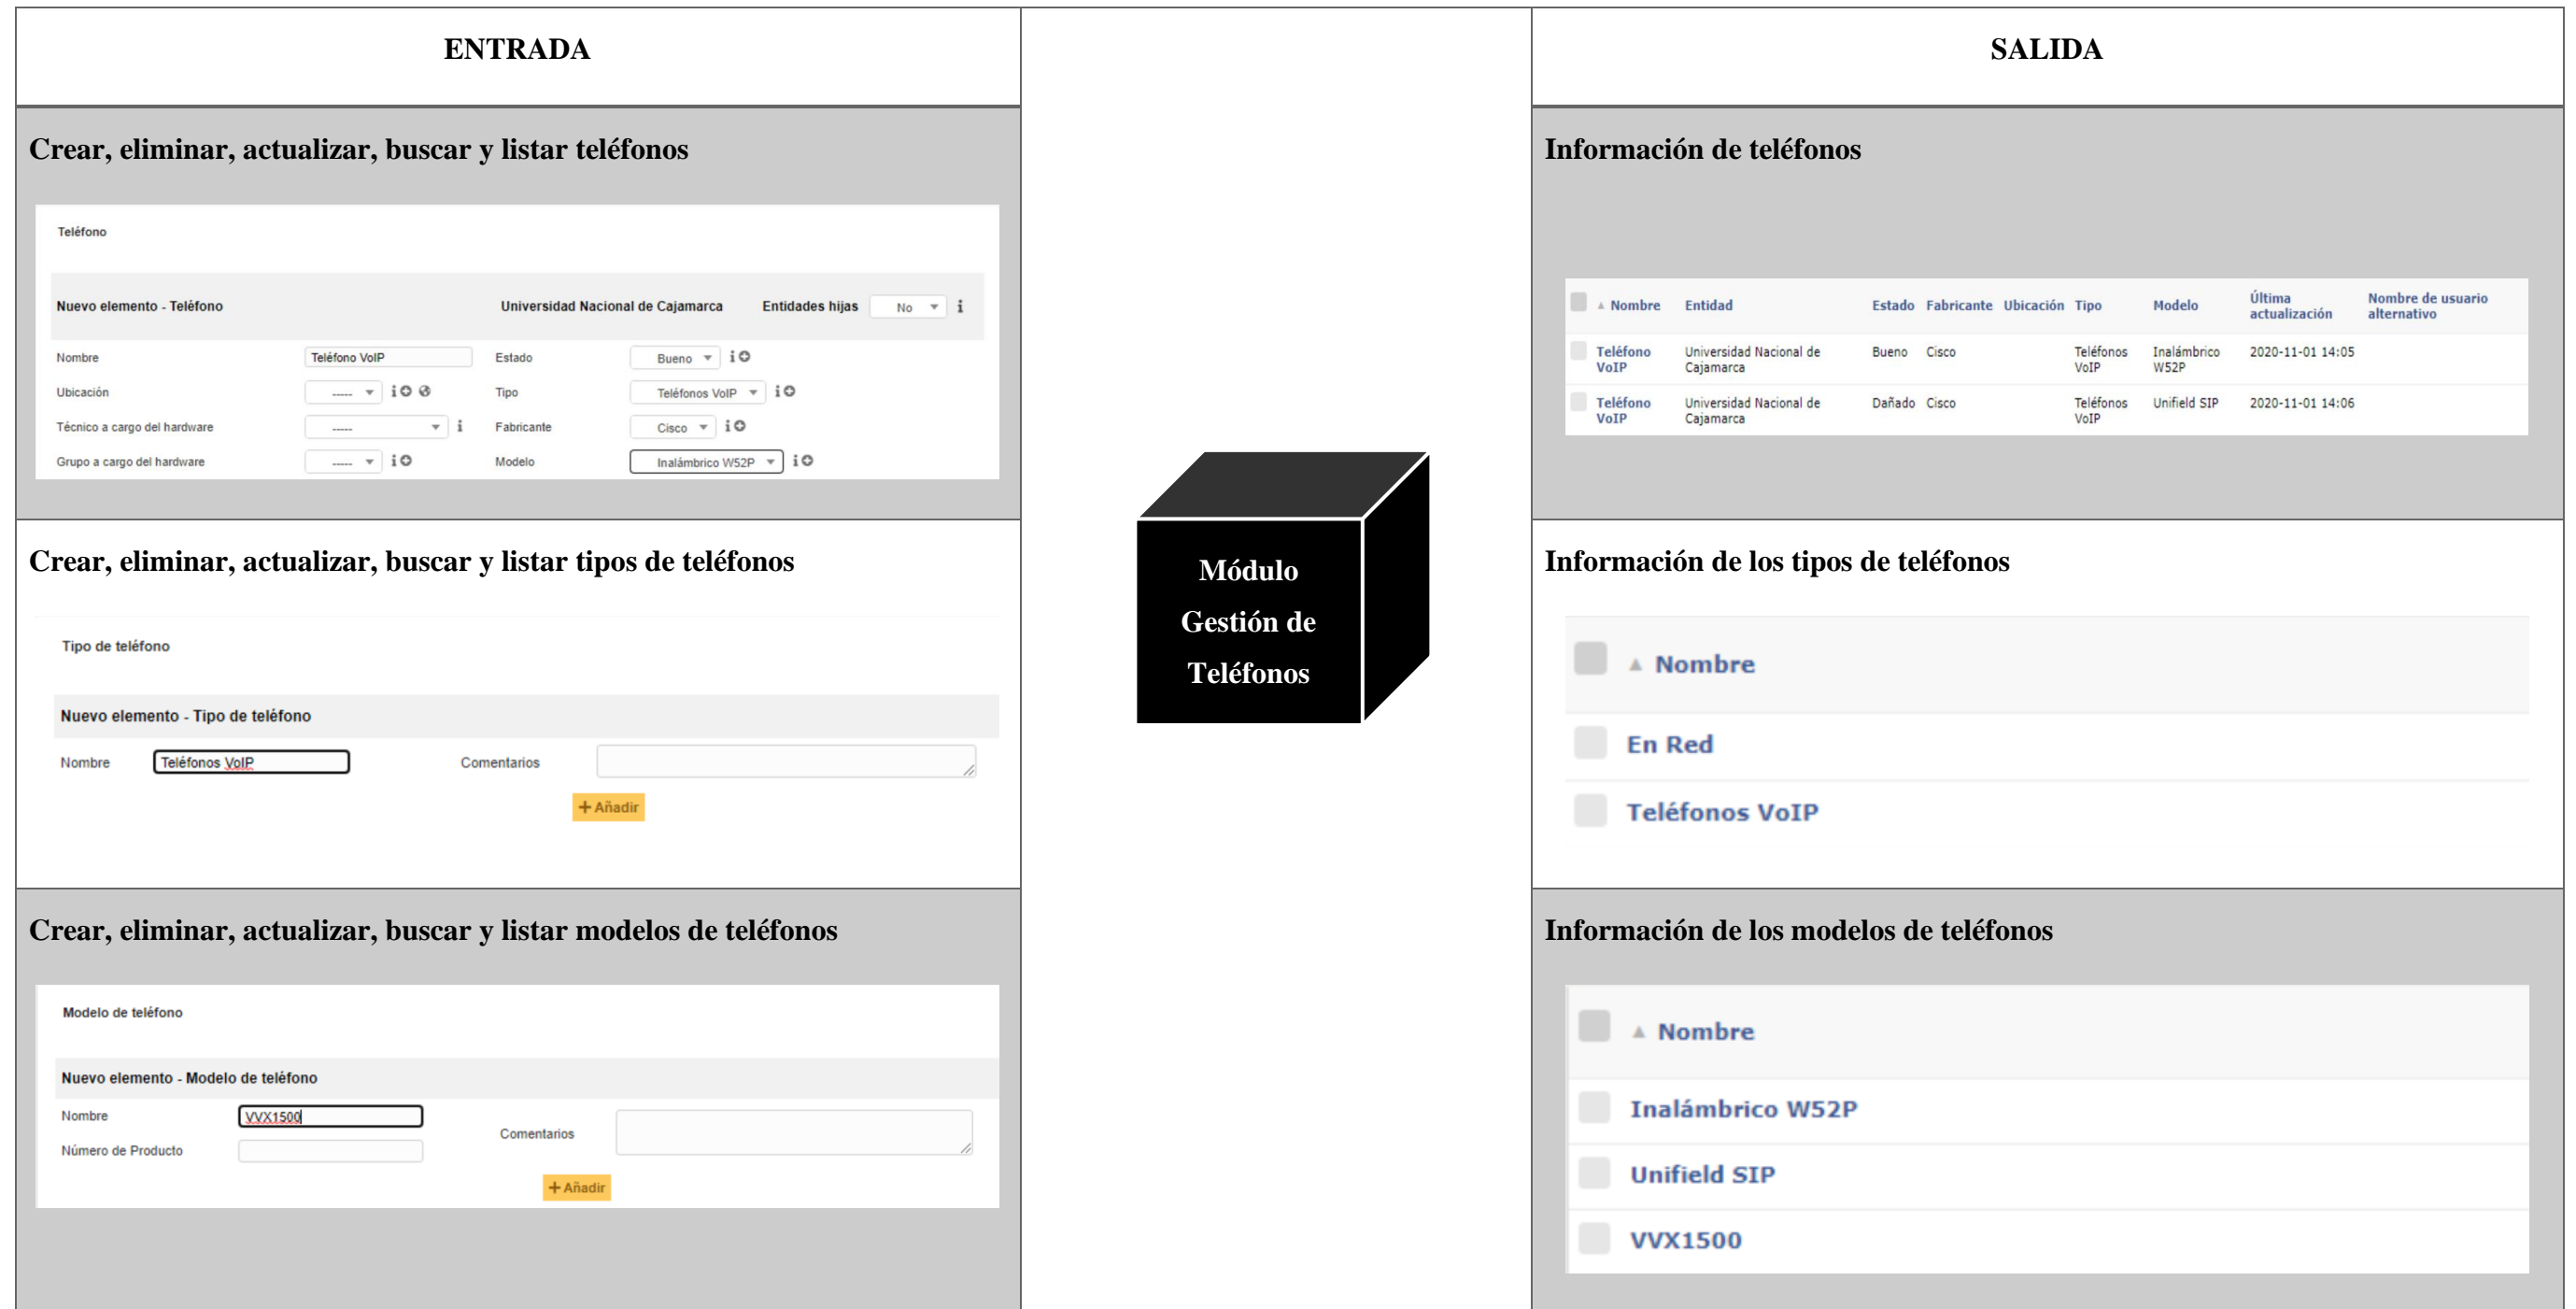 ENTRADA
SALIDA
Crear, eliminar, actualizar, buscar y listar teléfonos
Teléfono
Nuevo elemento - Teléfono Universidad Nacional de Cajamarca Entidades hijas No
Nombre Teléfono VoIP Estado Bueno
Ubicación ----- Tipo Teléfonos VoIP
Técnico a cargo del hardware ----- Fabricante Cisco
Grupo a cargo del hardware ----- Modelo Inalámbrico W52P
Información de teléfonos
Nombre Entidad Estado Fabricante Ubicación Tipo Modelo Última actualización Nombre de usuario alternativo
Teléfono VoIP Universidad Nacional de Cajamarca Bueno Cisco Teléfonos VoIP Inalámbrico W52P 2020-11-01 14:05
Teléfono VoIP Universidad Nacional de Cajamarca Dañado Cisco Teléfonos VoIP Unifield SIP 2020-11-01 14:06
Módulo
Gestión de
Teléfonos
Crear, eliminar, actualizar, buscar y listar tipos de teléfonos
Tipo de teléfono
Nuevo elemento - Tipo de teléfono
Nombre Teléfonos VoIP Comentarios
+ Añadir
Información de los tipos de teléfonos
Nombre
En Red
Teléfonos VoIP
Crear, eliminar, actualizar, buscar y listar modelos de teléfonos
Modelo de teléfono
Nuevo elemento - Modelo de teléfono
Nombre VVX1500
Comentarios
Número de Producto
+ Añadir
Información de los modelos de teléfonos
Nombre
Inalámbrico W52P
Unifield SIP
VVX1500